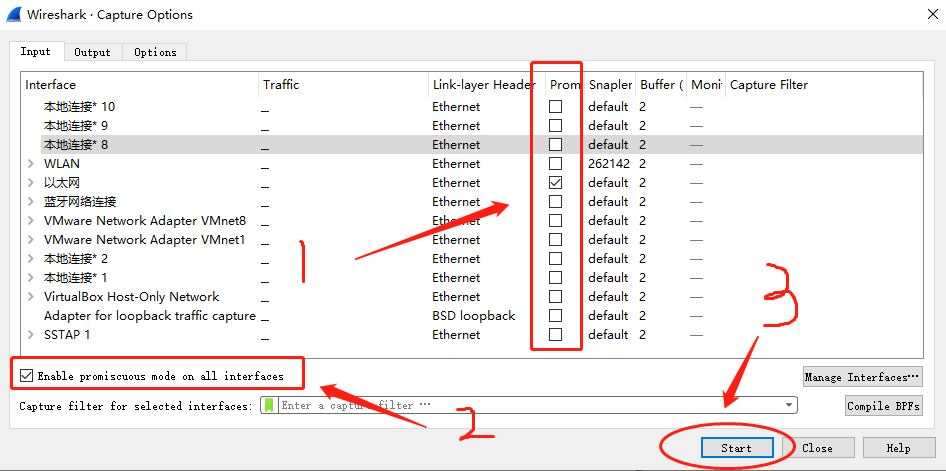 Wireshark · Capture Options
Input Output Options
Interface Traffic Link-layer Header Prom Snaplen Buffer ( Moni Capture Filter
本地连接* 10 Ethernet default 2 —
本地连接* 9 Ethernet default 2 —
本地连接* 8 Ethernet default 2 —
WLAN Ethernet 262142 2 —
以太网 Ethernet default 2 —
蓝牙网络连接 Ethernet default 2 —
VMware Network Adapter VMnet8 Ethernet default 2 —
VMware Network Adapter VMnet1 Ethernet default 2 —
本地连接* 2 Ethernet default 2 —
本地连接* 1 Ethernet default 2 —
VirtualBox Host-Only Network Ethernet default 2 —
Adapter for loopback traffic capture BSD loopback default 2 —
SSTAP 1 Ethernet default 2 —
1
3
Enable promiscuous mode on all interfaces
Manage Interfaces…
Capture filter for selected interfaces: Enter a capture filter …
Compile BPFs
2
Start Close Help